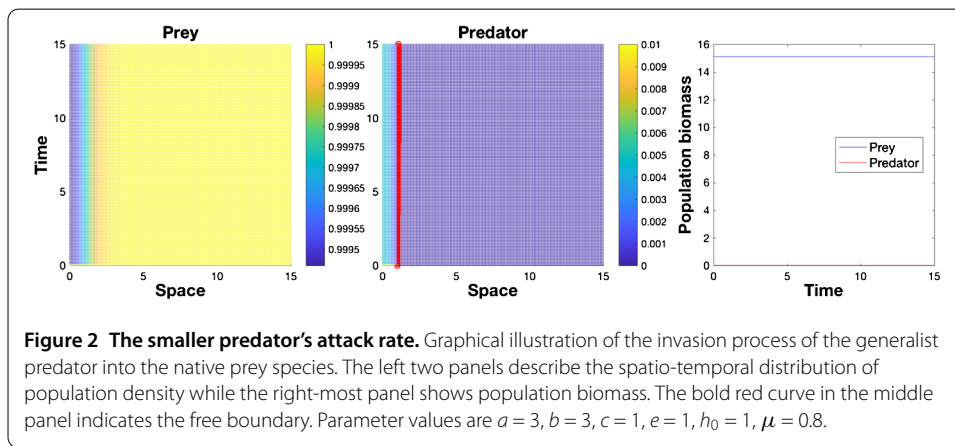 Prey
15
10
5
0
Time
0 5 10 15
Space
1
0.99995
0.9999
0.99985
0.9998
0.99975
0.9997
0.99965
0.9996
0.99955
0.9995
Predator
15
10
5
0
0 5 10 15
Space
0.01
0.009
0.008
0.007
0.006
0.005
0.004
0.003
0.002
0.001
0
Population biomass
16
14
12
10
8
6
4
2
0
Prey
Predator
0 5 10 15
Time
Figure 2 The smaller predator's attack rate. Graphical illustration of the invasion process of the generalist
predator into the native prey species. The left two panels describe the spatio-temporal distribution of
population density while the right-most panel shows population biomass. The bold red curve in the middle
panel indicates the free boundary. Parameter values are a = 3, b = 3, c = 1, e = 1, h₀ = 1, μ = 0.8.